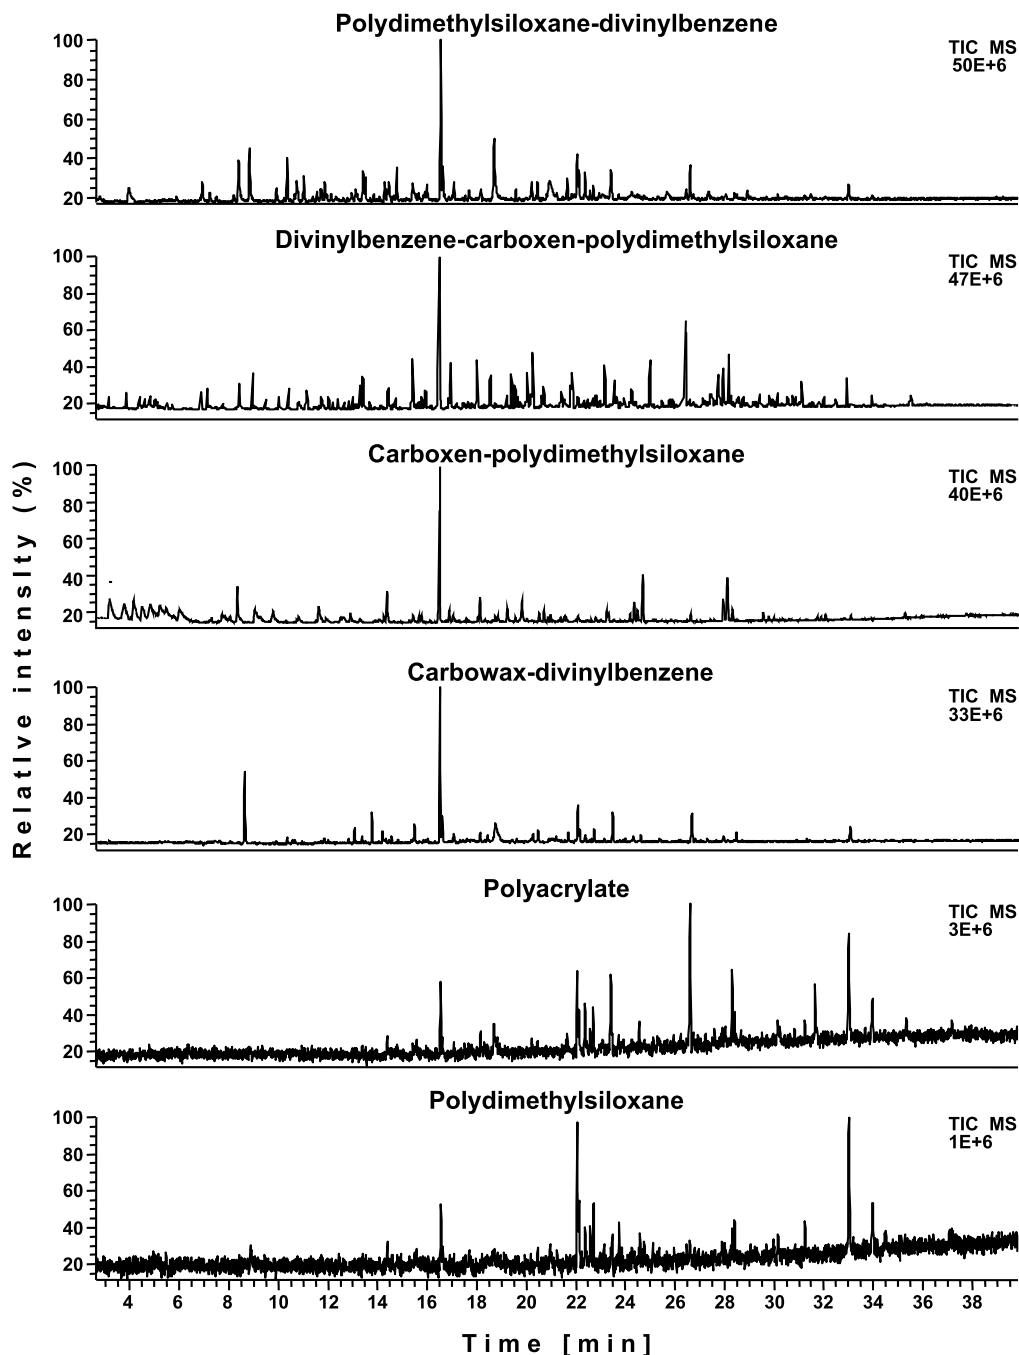 Polydimethylsiloxane-divinylbenzene
TIC MS
50E+6
100
80
60
40
20
Divinylbenzene-carboxen-polydimethylsiloxane
TIC MS
47E+6
100
80
60
40
20
Carboxen-polydimethylsiloxane
TIC MS
40E+6
100
80
60
40
20
Relative intensity (%)
Carbowax-divinylbenzene
TIC MS
33E+6
100
80
60
40
20
Polyacrylate
TIC MS
3E+6
100
80
60
40
20
Polydimethylsiloxane
TIC MS
1E+6
100
80
60
40
20
4 6 8 10 12 14 16 18 20 22 24 26 28 30 32 34 36 38
Time [min]